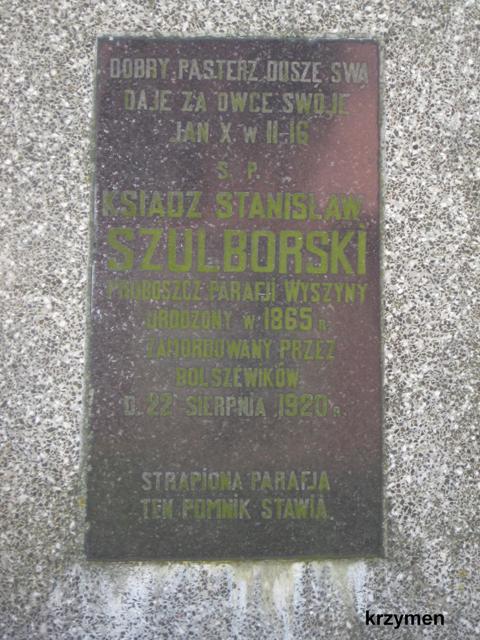 DOBRY PASTERZ DUSZE SWĄ
DAJE ZA OWCE SWOJE
JAN X W 11-16
Ś. P.
KSIĄDZ STANISŁAW
SZULBORSKI
PROBOSZCZ PARAFJI WYSZYNY
URODZONY W 1865 R.
ZAMORDOWANY PRZEZ
BOLSZEWIKÓW
D. 22 SIERPNIA 1920 R.
STRAPIONA PARAFJA
TEN POMNIK STAWIA.
krzymen